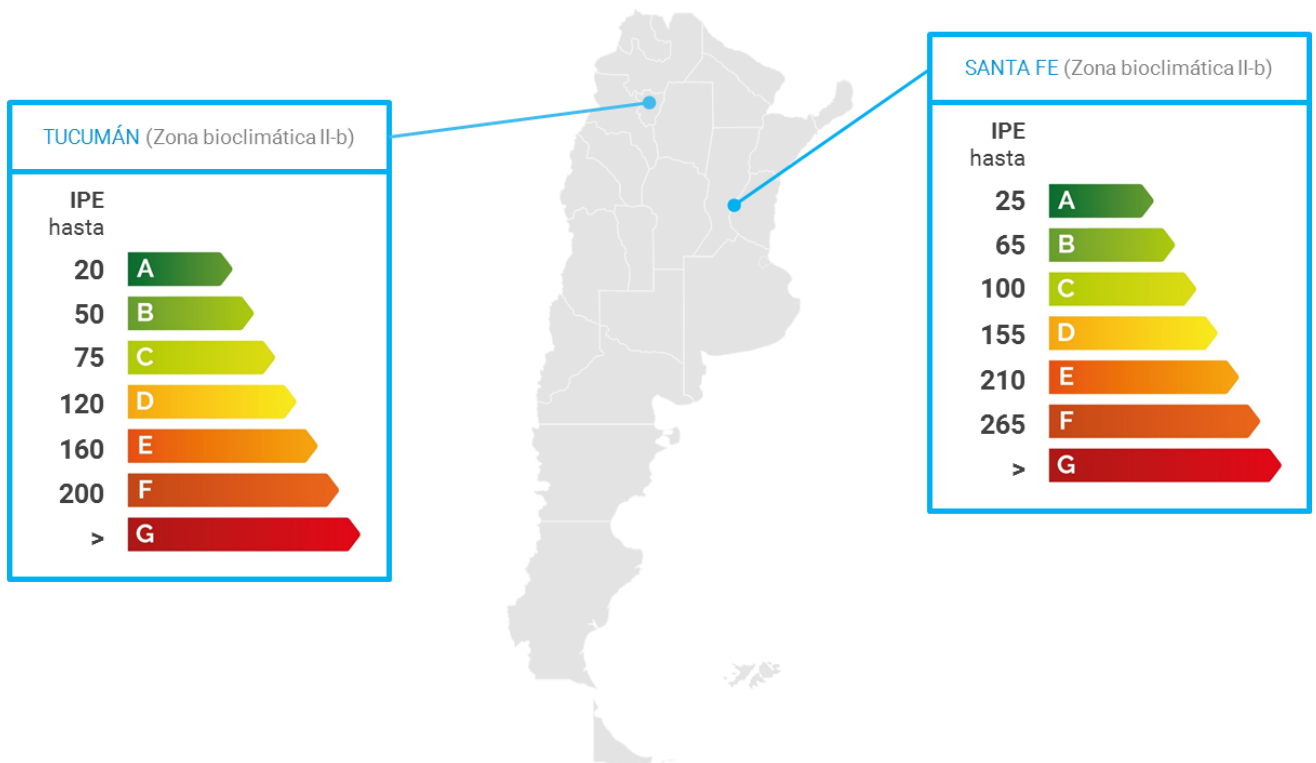 TUCUMÁN (Zona bioclimática II-b)
IPE
hasta
20 A
50 B
75 C
120 D
160 E
200 F
> G
SANTA FE (Zona bioclimática II-b)
IPE
hasta
25 A
65 B
100 C
155 D
210 E
265 F
> G